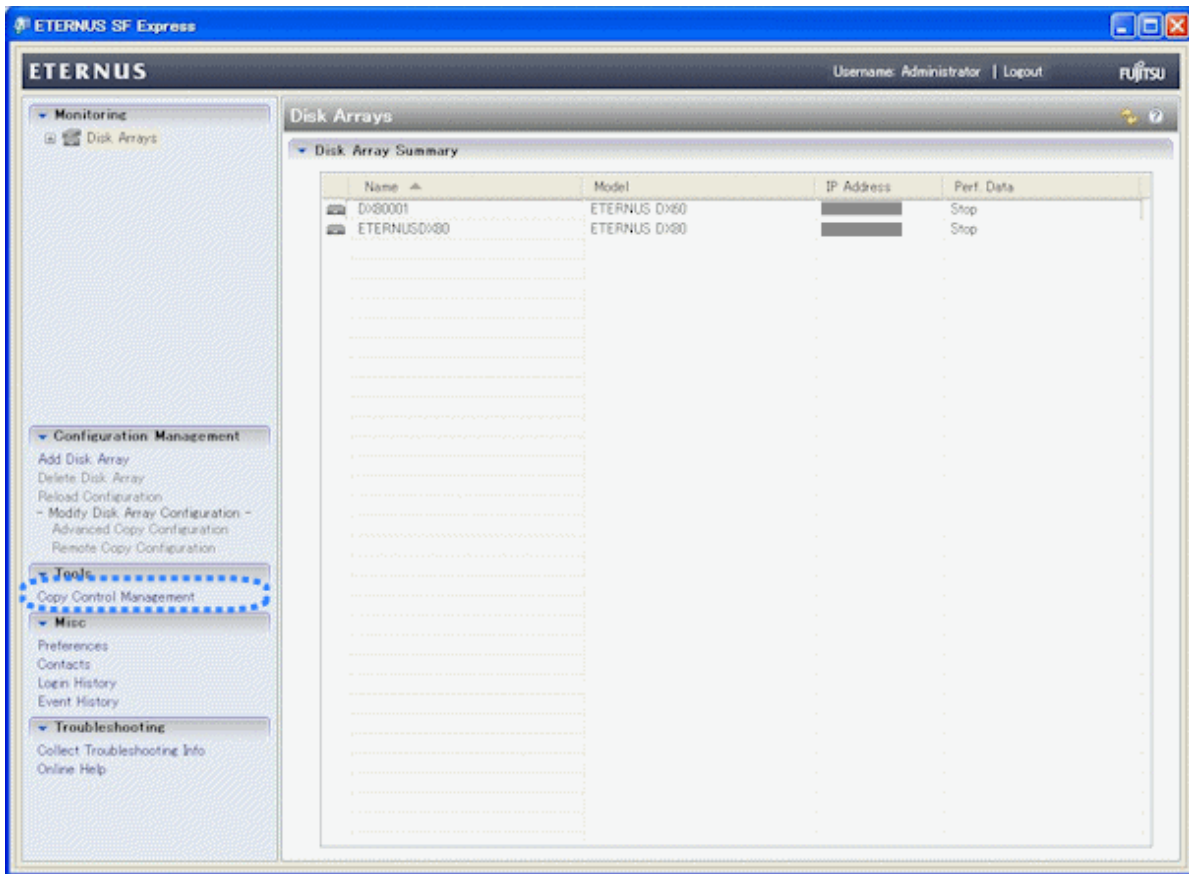 ETERNUS SF Express
ETERNUS
Username: Administrator | Logout
FUJITSU
Monitoring
Disk Arrays
Disk Arrays
Disk Array Summary
Name Model IP Address Perf. Data
DX80001 ETERNUS DX60 Stop
ETERNUSDX80 ETERNUS DX80 Stop
Configuration Management
Add Disk Array
Delete Disk Array
Reload Configuration
- Modify Disk Array Configuration -
Advanced Copy Configuration
Remote Copy Configuration
Tools
Copy Control Management
Misc
Preferences
Contacts
Login History
Event History
Troubleshooting
Collect Troubleshooting Info
Online Help